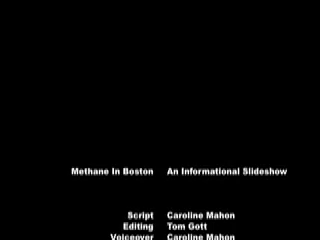 Methane In Boston An Informational Slideshow
Script Caroline Mahon
Editing Tom Gott
Voiceover Caroline Mahon